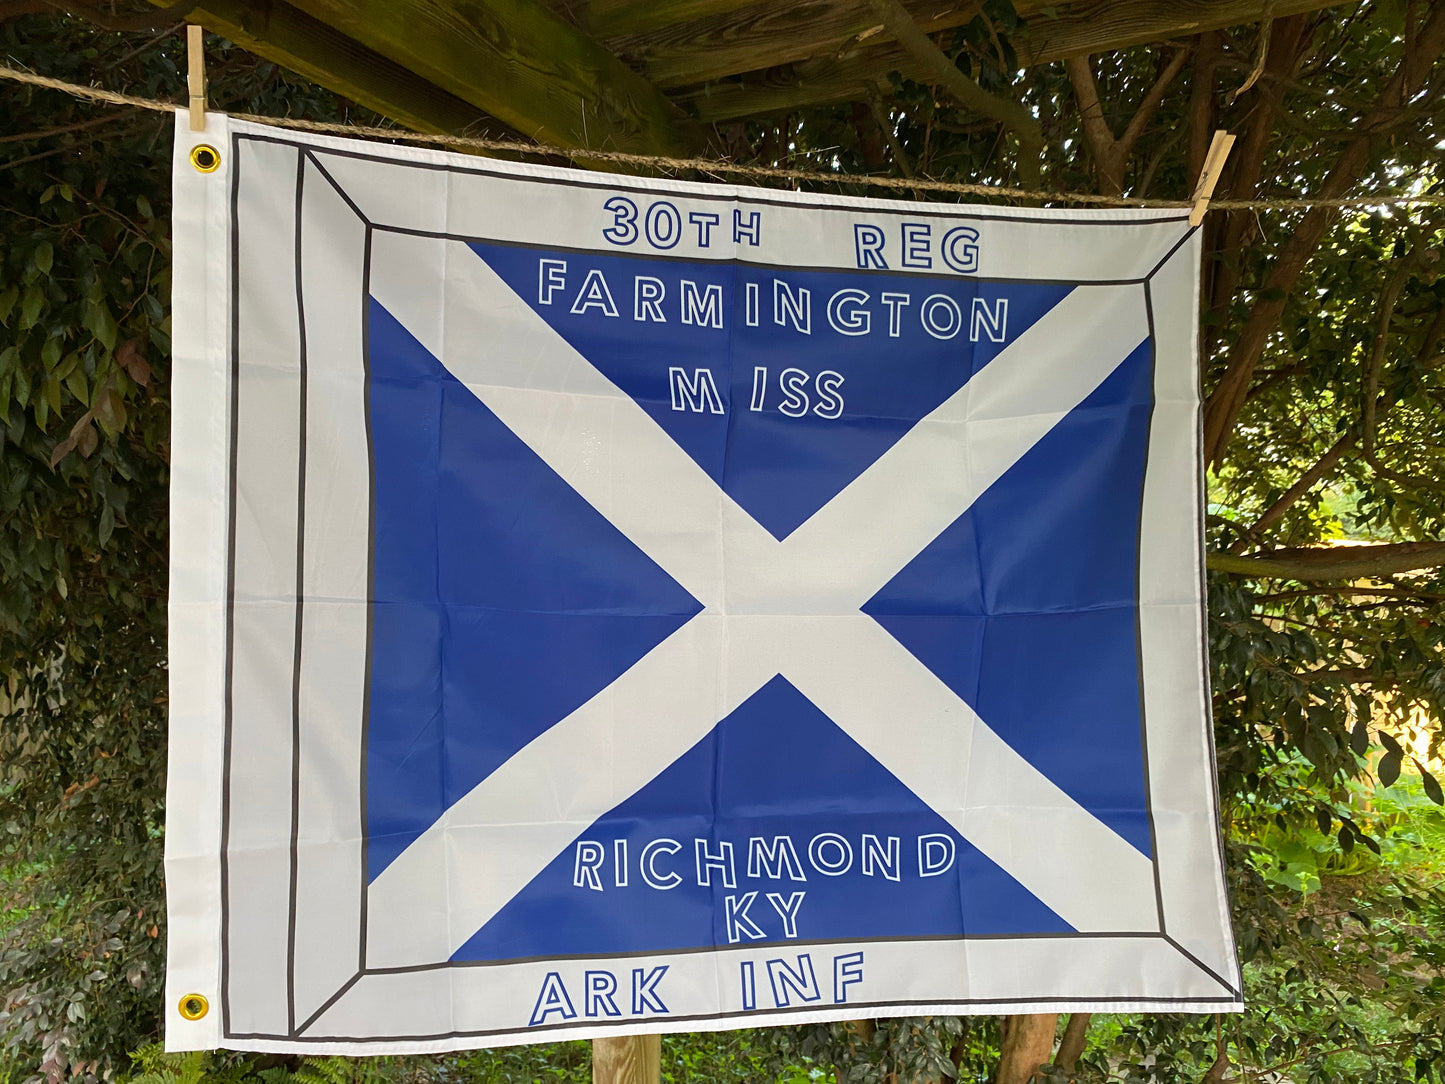 30TH REG
FARMINGTON
MISS
RICHMOND
KY
ARK INF